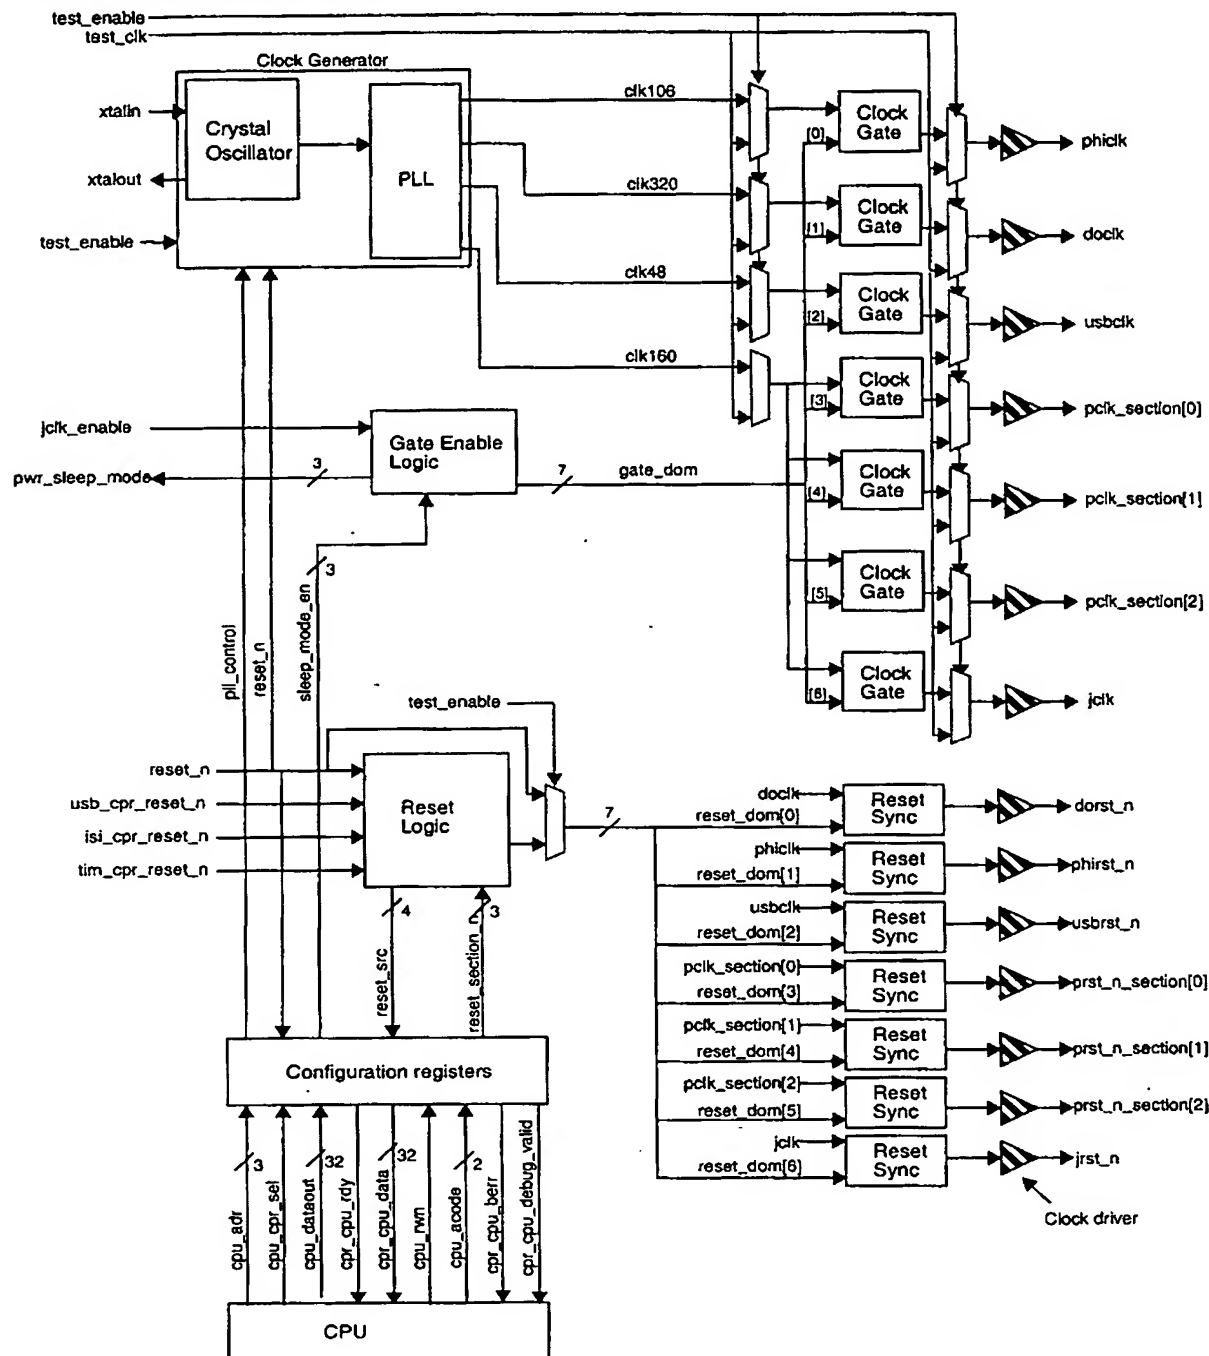 test_enable
test_clk
Clock Generator
xtalin
Crystal Oscillator
xtalout
PLL
test_enable
clk106
clk320
clk48
clk160
[0]
Clock Gate
phiclk
[1]
Clock Gate
doclk
[2]
Clock Gate
usbclk
[3]
Clock Gate
pclk_section[0]
[4]
Clock Gate
pclk_section[1]
[5]
Clock Gate
pclk_section[2]
[6]
Clock Gate
jclk
jclk_enable
Gate Enable Logic
pwr_sleep_mode
3
7
gate_dom
3
pll_control
reset_n
sleep_mode_en
test_enable
reset_n
usb_cpr_reset_n
isi_cpr_reset_n
tim_cpr_reset_n
Reset Logic
7
4
3
reset_src
reset_section_n
doclk
reset_dom[0]
Reset Sync
dorst_n
phiclk
reset_dom[1]
Reset Sync
phirst_n
usbclk
reset_dom[2]
Reset Sync
usbrst_n
pclk_section[0]
reset_dom[3]
Reset Sync
prst_n_section[0]
pclk_section[1]
reset_dom[4]
Reset Sync
prst_n_section[1]
pclk_section[2]
reset_dom[5]
Reset Sync
prst_n_section[2]
jclk
reset_dom[6]
Reset Sync
jrst_n
Clock driver
Configuration registers
3
32
32
2
cpu_adr
cpu_cpr_sel
cpu_dataout
cpr_cpu_rdy
cpr_cpu_data
cpu_rwn
cpu_acode
cpr_cpu_berr
cpr_cpu_debug_valid
CPU